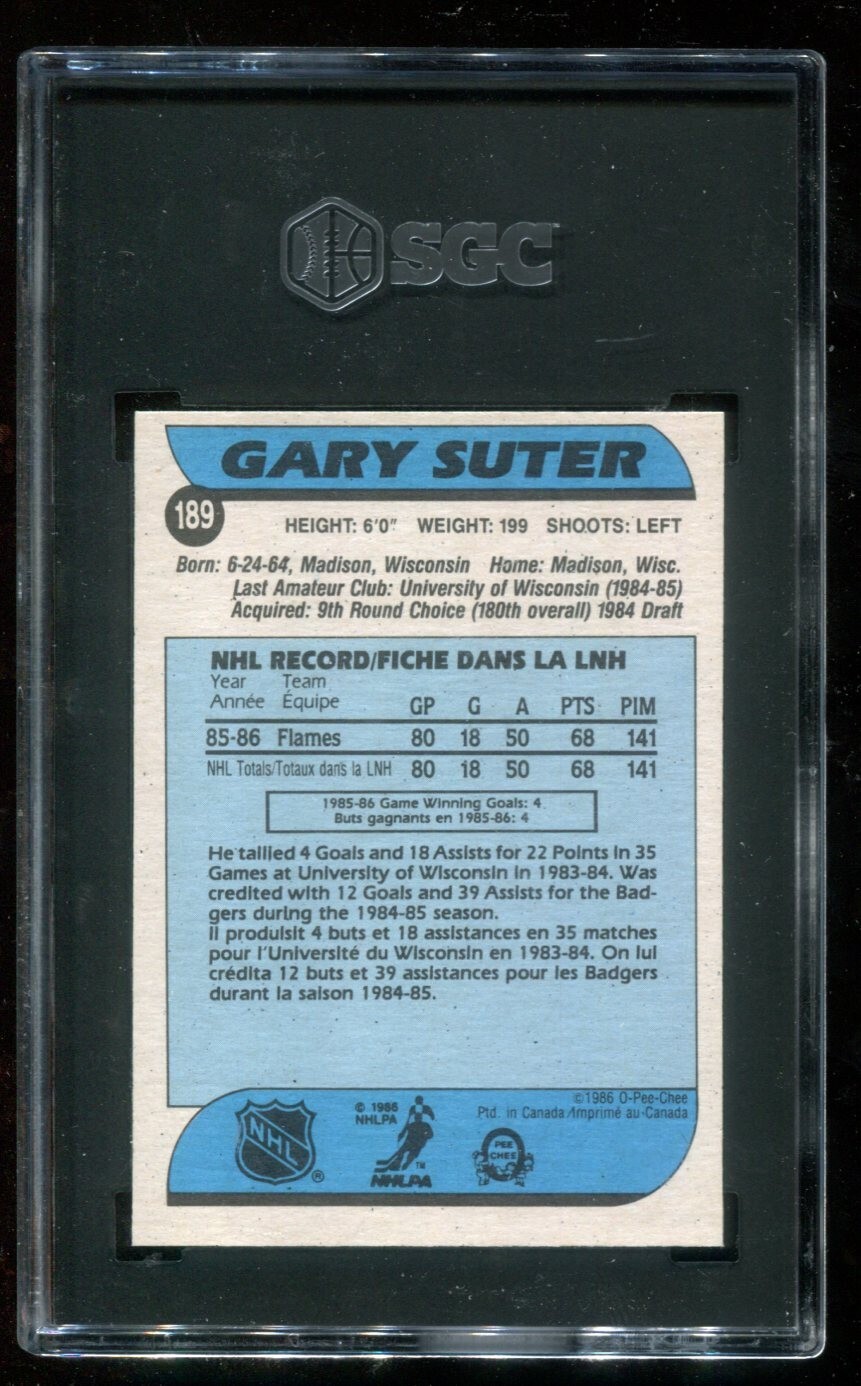 SGC
GARY SUTER
189
HEIGHT: 6'0" WEIGHT: 199 SHOOTS: LEFT
Born: 6-24-64, Madison, Wisconsin Home: Madison, Wisc.
Last Amateur Club: University of Wisconsin (1984-85)
Acquired: 9th Round Choice (180th overall) 1984 Draft
NHL RECORD/FICHE DANS LA LNH
Year Team
Année Équipe GP G A PTS PIM
85-86 Flames 80 18 50 68 141
NHL Totals/Totaux dans la LNH 80 18 50 68 141
1985-86 Game Winning Goals: 4
Buts gagnants en 1985-86: 4
He tallied 4 Goals and 18 Assists for 22 Points in 35
Games at University of Wisconsin in 1983-84. Was
credited with 12 Goals and 39 Assists for the Bad-
gers during the 1984-85 season.
Il produisit 4 buts et 18 assistances en 35 matches
pour l'Université du Wisconsin en 1983-84. On lui
crédita 12 buts et 39 assistances pour les Badgers
durant la saison 1984-85.
©1986 O-Pee-Chee
Ptd. in Canada/Imprimé au Canada
NHL ®
© 1986
NHLPA
TM
NHLPA
PEE
CHEE